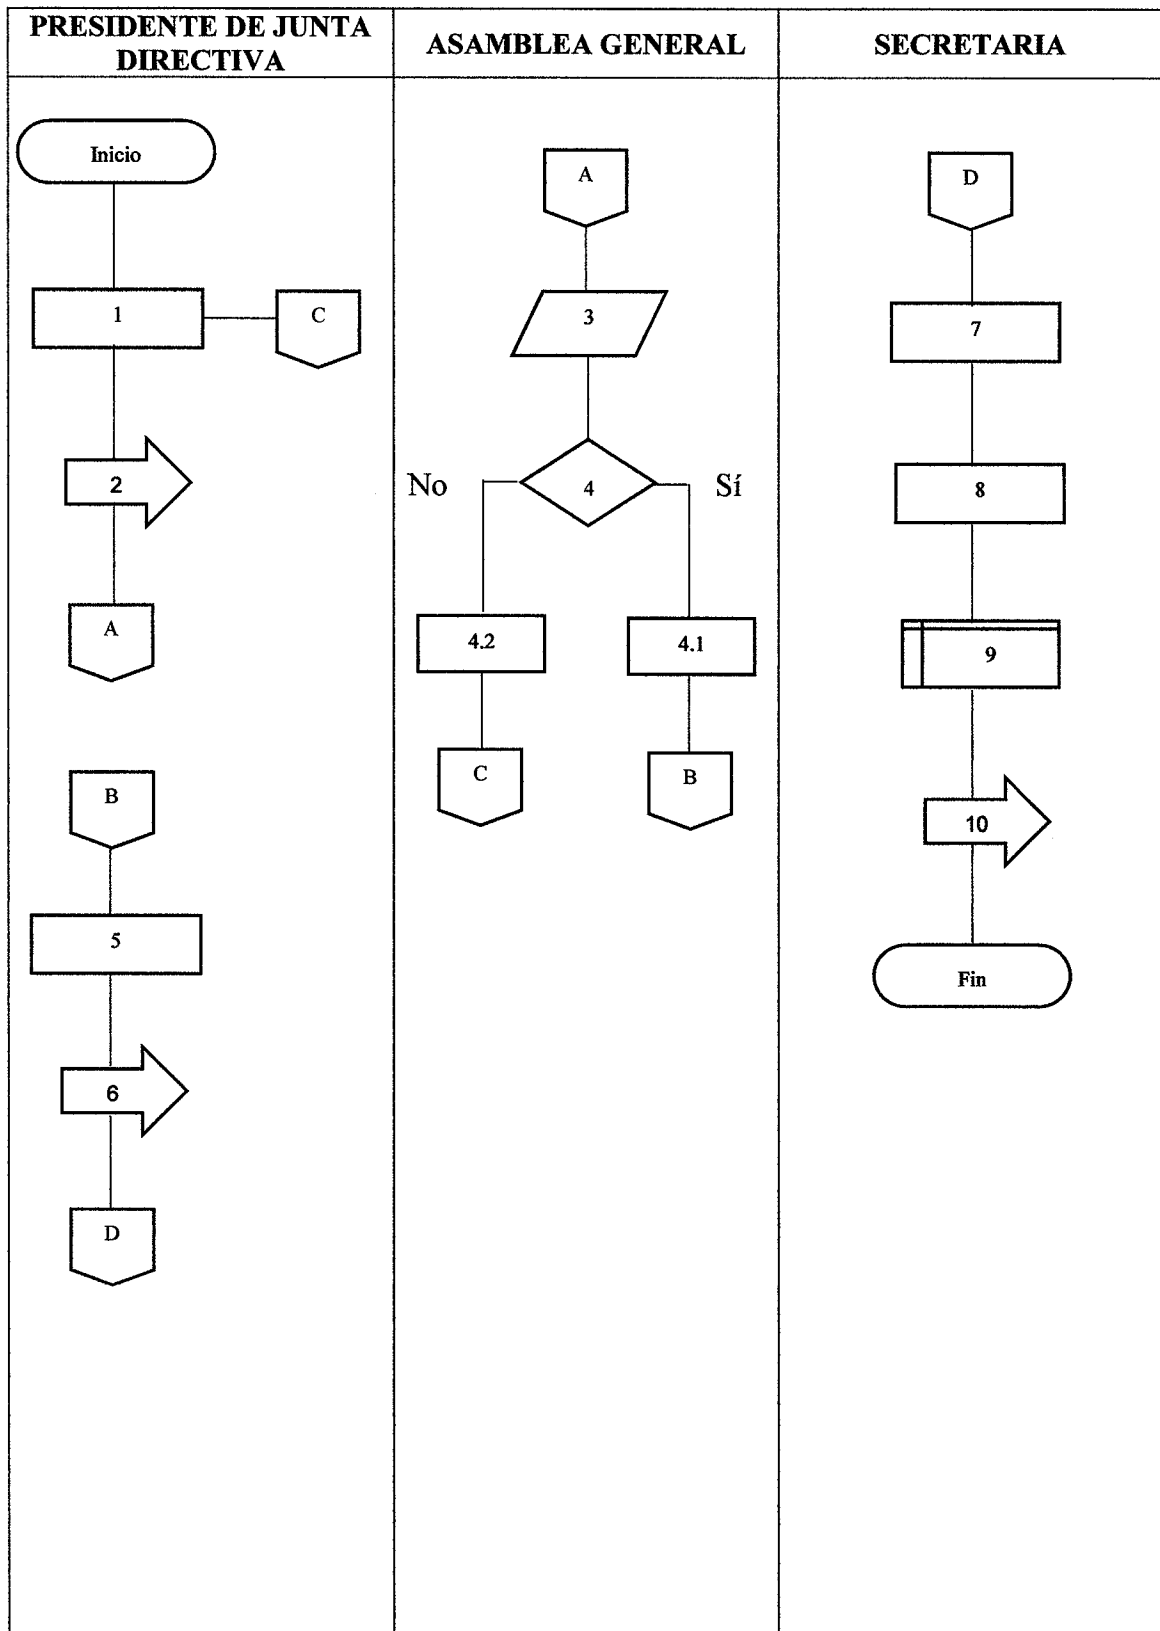 PRESIDENTE DE JUNTA
DIRECTIVA
ASAMBLEA GENERAL
SECRETARIA
Inicio
1
C
2
A
B
5
6
D
A
3
No
4
Sí
4.2
4.1
C
B
D
7
8
9
10
Fin